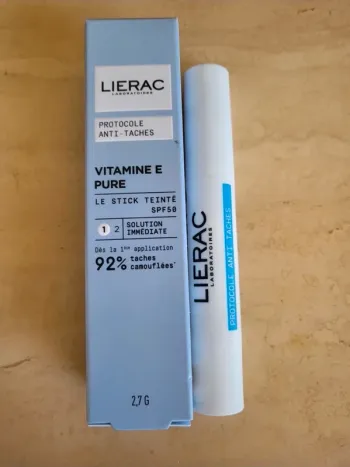 LIERAC
LABORATOIRES
PROTOCOLE
ANTI-TACHES
VITAMINE E
PURE
LE STICK TEINTÉ
SPF50
1 2 SOLUTION
IMMÉDIATE
Dès la 1ère application
92% taches
camouflées*
2,7 G
LIERAC
LABORATOIRES
PROTOCOLE ANTI-TACHES